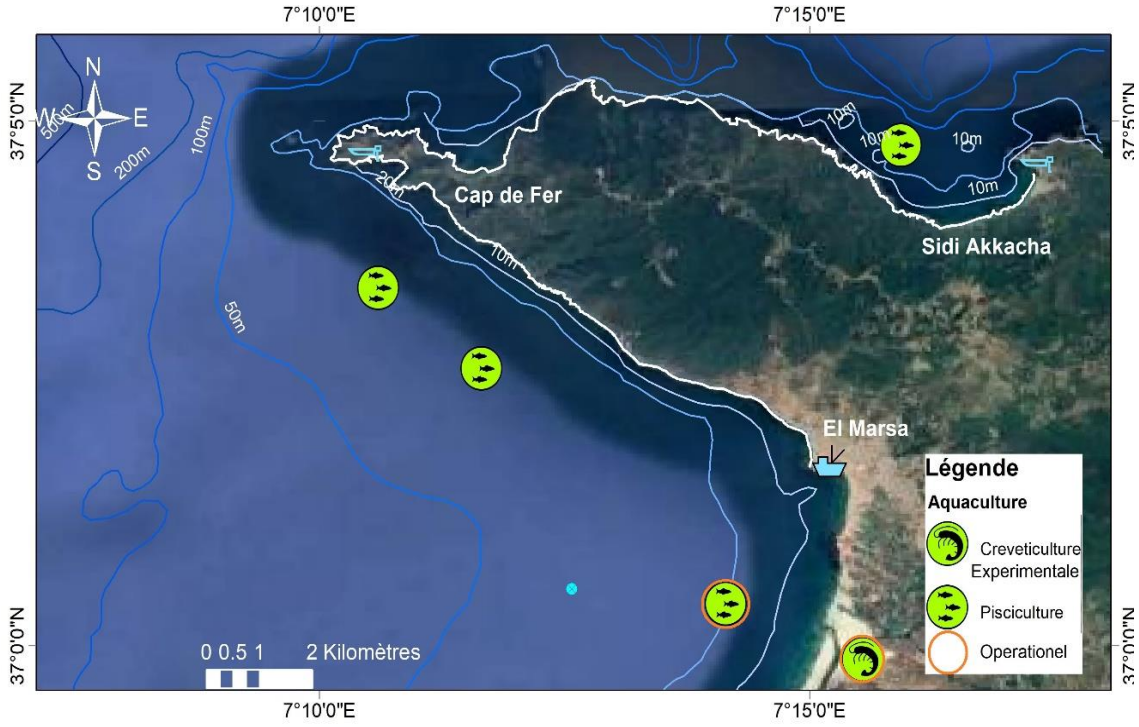 7°10'0"E
7°15'0"E
N
W
E
S
37°5'0"N
37°5'0"N
500m
200m
100m
50m
20m
10m
10m
10m
10m
10m
Cap de Fer
Sidi Akkacha
El Marsa
Légende
Aquaculture
Creveticulture
Experimentale
Pisciculture
Operationel
0 0.5 1 2 Kilomètres
37°0'0"N
37°0'0"N
7°10'0"E
7°15'0"E